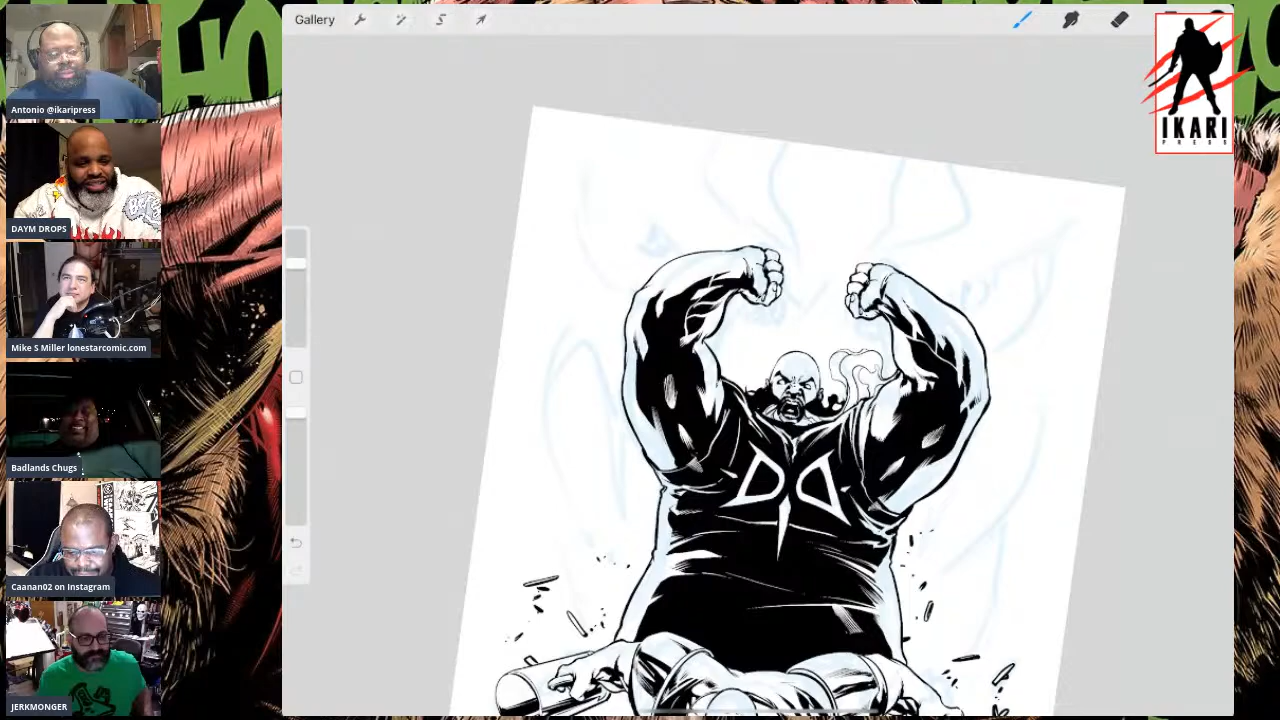 Gallery
IKARI
PRESS
Antonio @ikaripress
DAYM DROPS
Mike S Miller lonestarcomic.com
Badlands Chugs
Caanan02 on Instagram
JERKMONGER